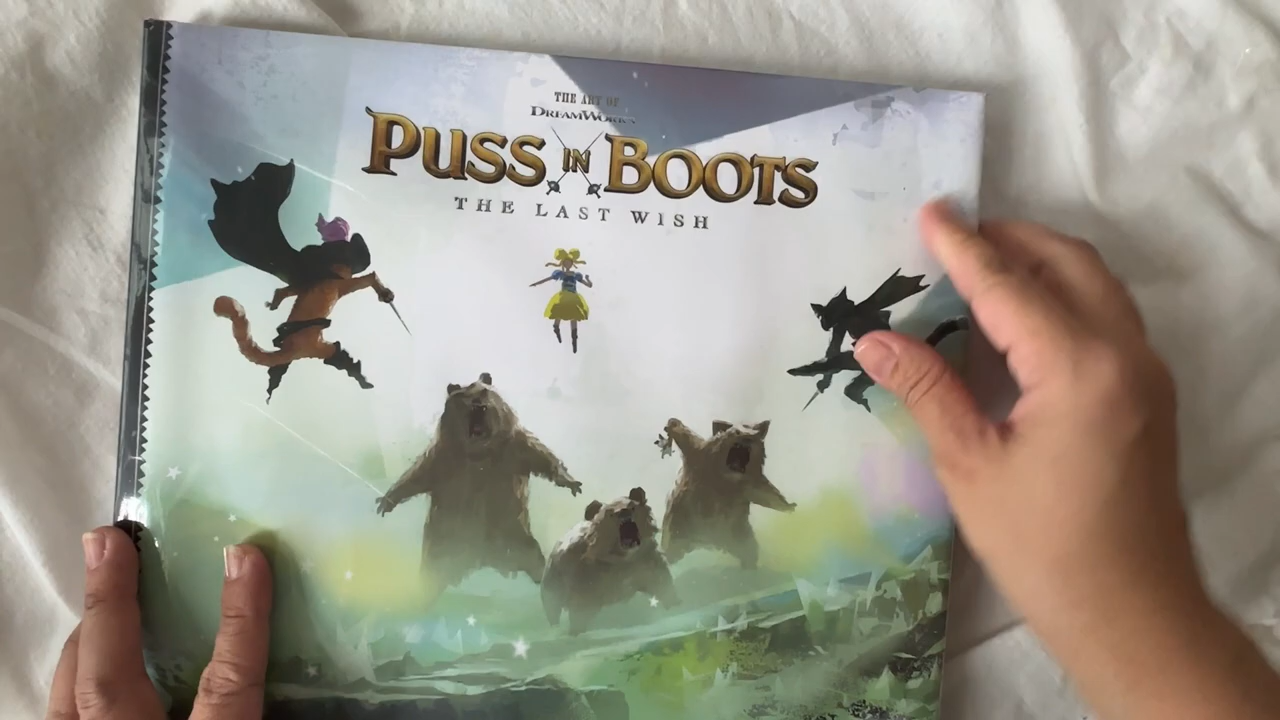 THE ART OF
DREAMWORKS
PUSS IN BOOTS
THE LAST WISH